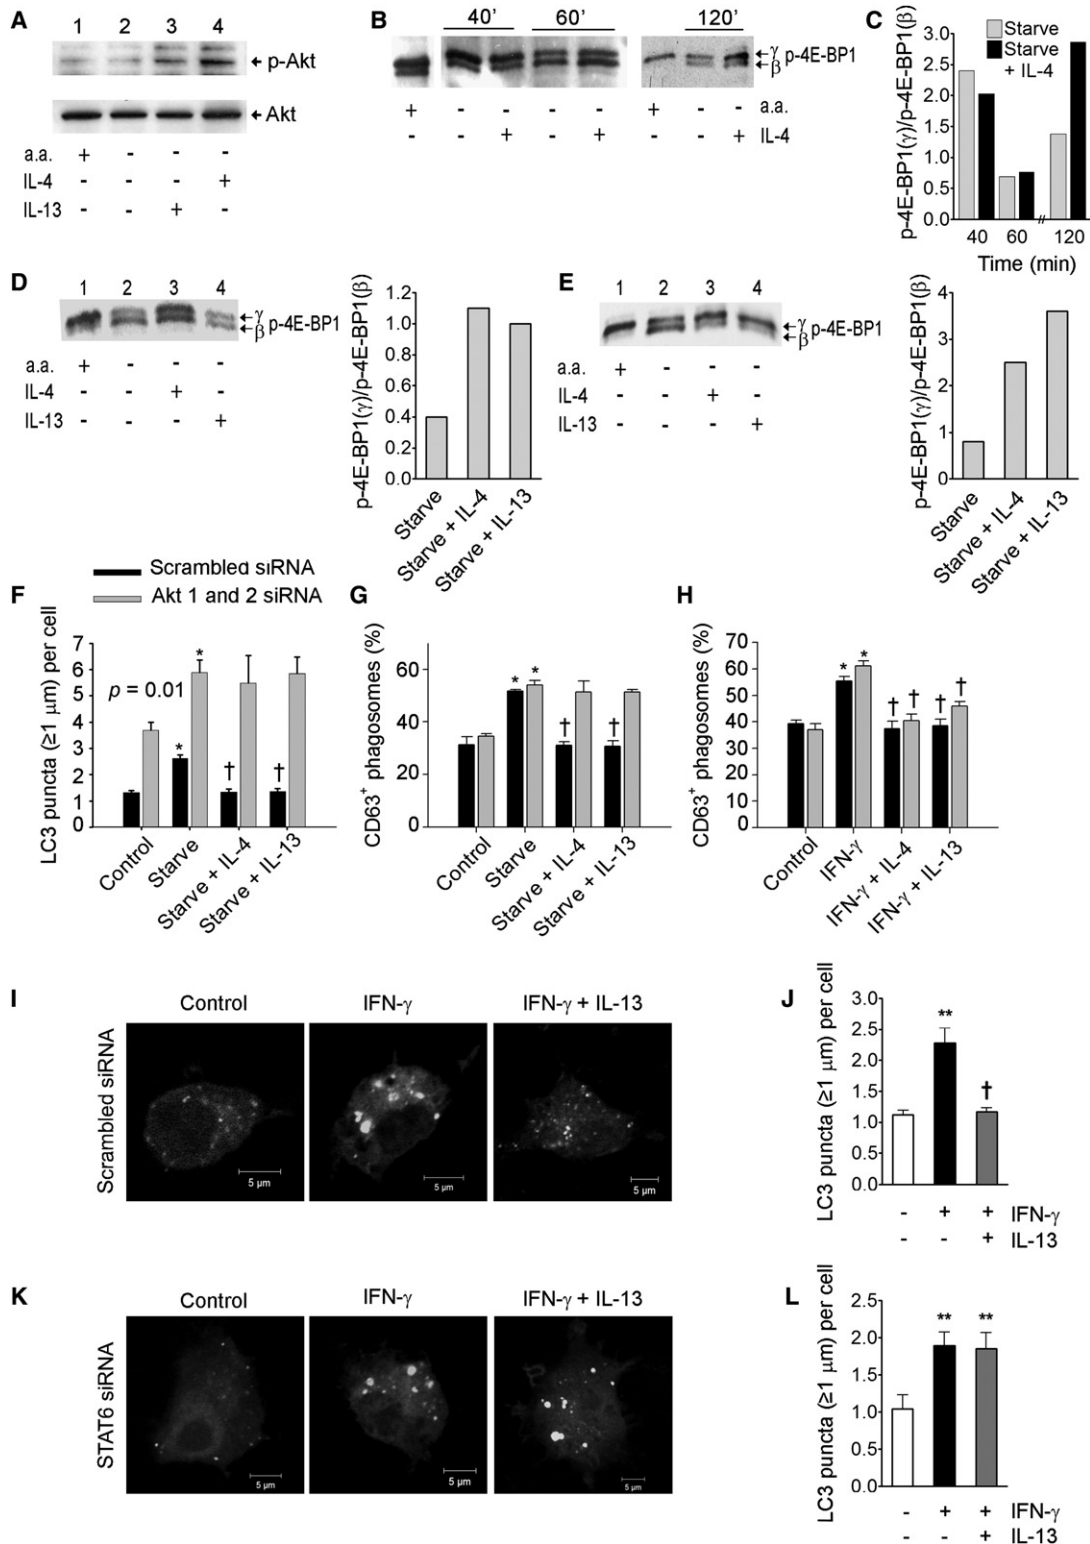 A
1 2 3 4
p-Akt
Akt
a.a. + - - -
IL-4 - - - +
IL-13 - - + -
B
40’ 60’ 120’
γ
β
p-4E-BP1
+ - - - - + - - a.a.
- - + - + - - + IL-4
C
Starve
Starve
+ IL-4
p-4E-BP1(γ)/p-4E-BP1(β)
3.0
2.5
2.0
1.5
1.0
0.5
0.0
40 60 // 120
Time (min)
D
1 2 3 4
γ
β
p-4E-BP1
a.a. + - - -
IL-4 - - + -
IL-13 - - - +
p-4E-BP1(γ)/p-4E-BP1(β)
1.2
1.0
0.8
0.6
0.4
0.2
0.0
Starve
Starve + IL-4
Starve + IL-13
E
1 2 3 4
γ
β
p-4E-BP1
a.a. + - - -
IL-4 - - + -
IL-13 - - - +
p-4E-BP1(γ)/p-4E-BP1(β)
4
3
2
1
0
Starve
Starve + IL-4
Starve + IL-13
Scrambled siRNA
Akt 1 and 2 siRNA
F
LC3 puncta (≥1 μm) per cell
7
6
5
4
3
2
1
0
p = 0.01
* * † †
Control
Starve
Starve + IL-4
Starve + IL-13
G
CD63+ phagosomes (%)
60
40
20
0
* * † †
Control
Starve
Starve + IL-4
Starve + IL-13
H
CD63+ phagosomes (%)
70
60
50
40
30
20
10
0
* * † † † †
Control
IFN-γ
IFN-γ + IL-4
IFN-γ + IL-13
I
Control IFN-γ IFN-γ + IL-13
Scrambled siRNA
5 μm 5 μm 5 μm
J
LC3 puncta (≥1 μm) per cell
3.0
2.5
2.0
1.5
1.0
0.5
0.0
** †
- + + IFN-γ
- - + IL-13
K
Control IFN-γ IFN-γ + IL-13
STAT6 siRNA
5 μm 5 μm 5 μm
L
LC3 puncta (≥1 μm) per cell
2.5
2.0
1.5
1.0
0.5
0.0
** **
- + + IFN-γ
- - + IL-13